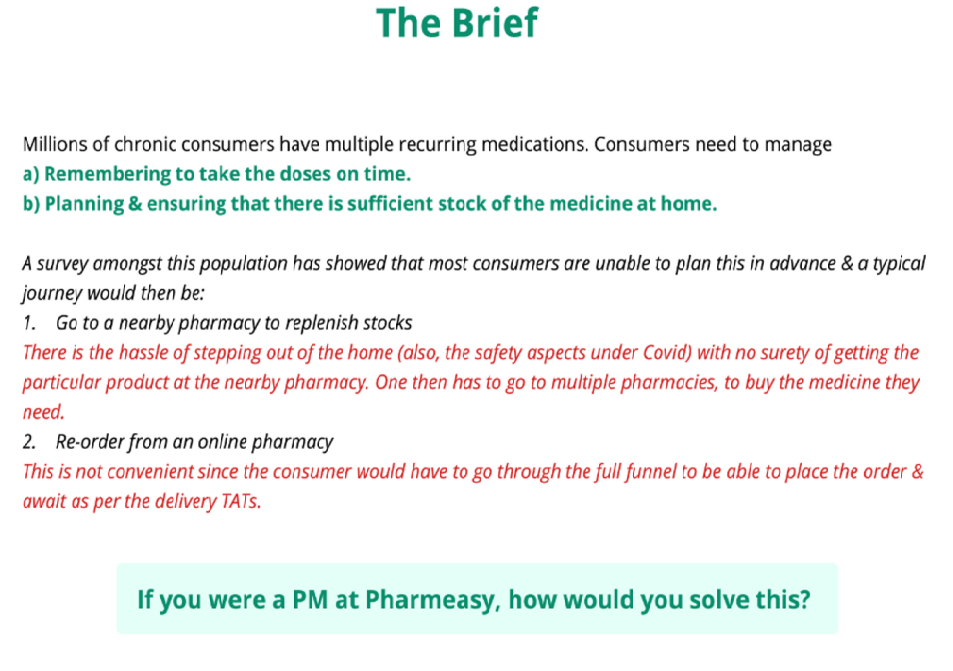 The Brief
Millions of chronic consumers have multiple recurring medications. Consumers need to manage
a) Remembering to take the doses on time.
b) Planning & ensuring that there is sufficient stock of the medicine at home.
A survey amongst this population has showed that most consumers are unable to plan this in advance & a typical
journey would then be:
1. Go to a nearby pharmacy to replenish stocks
There is the hassle of stepping out of the home (also, the safety aspects under Covid) with no surety of getting the
particular product at the nearby pharmacy. One then has to go to multiple pharmacies, to buy the medicine they
need.
2. Re-order from an online pharmacy
This is not convenient since the consumer would have to go through the full funnel to be able to place the order &
await as per the delivery TATs.
If you were a PM at Pharmeasy, how would you solve this?